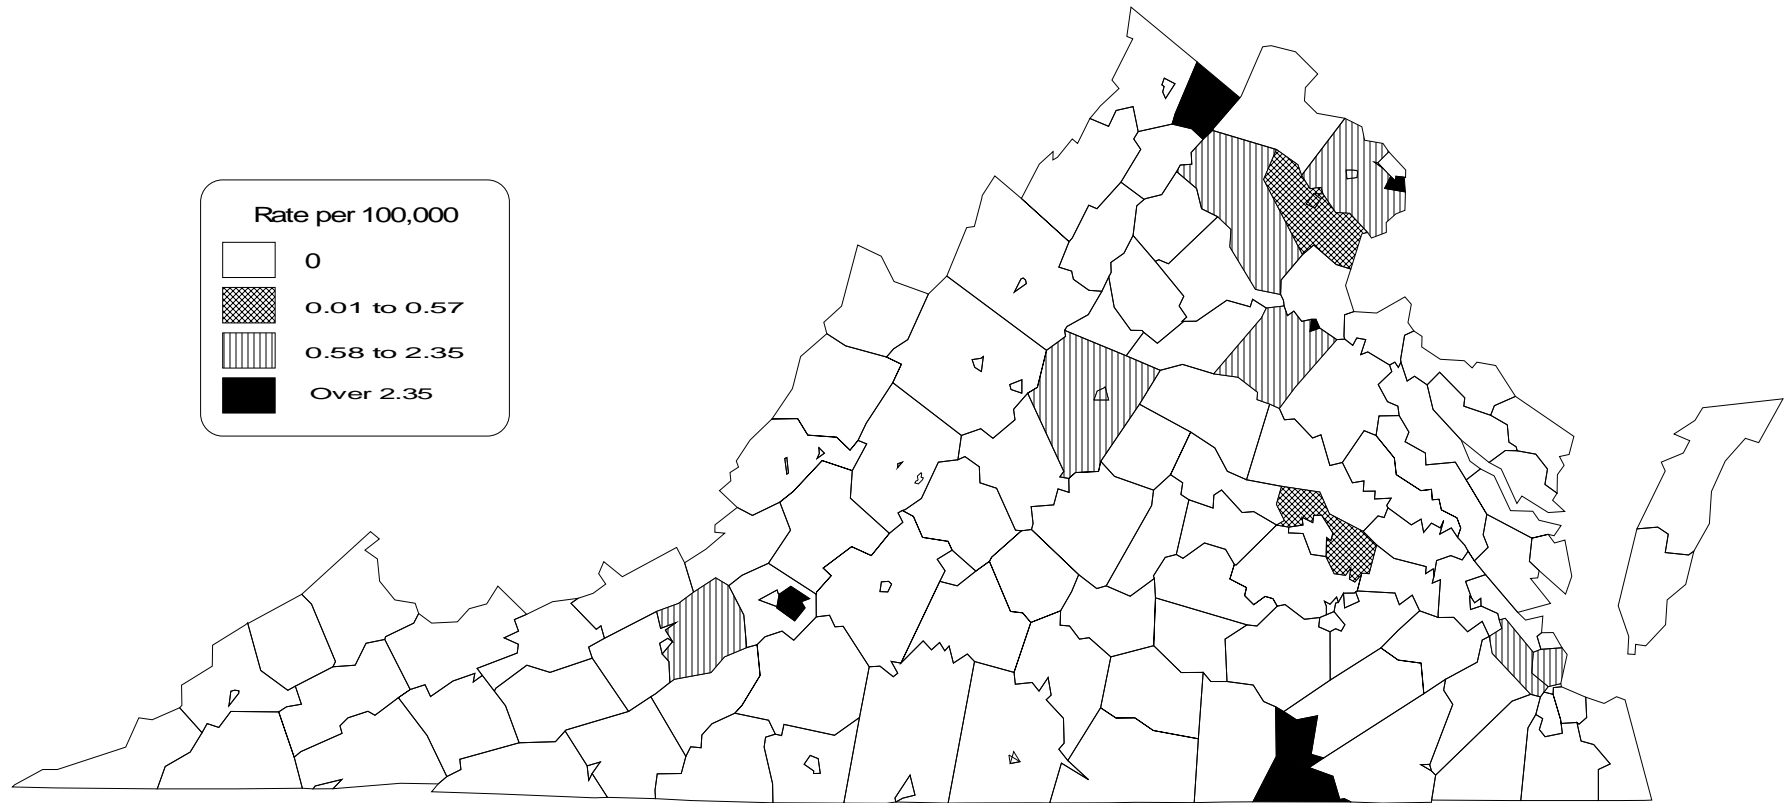 Rate per 100,000
0
0.01 to 0.57
0.58 to 2.35
Over 2.35